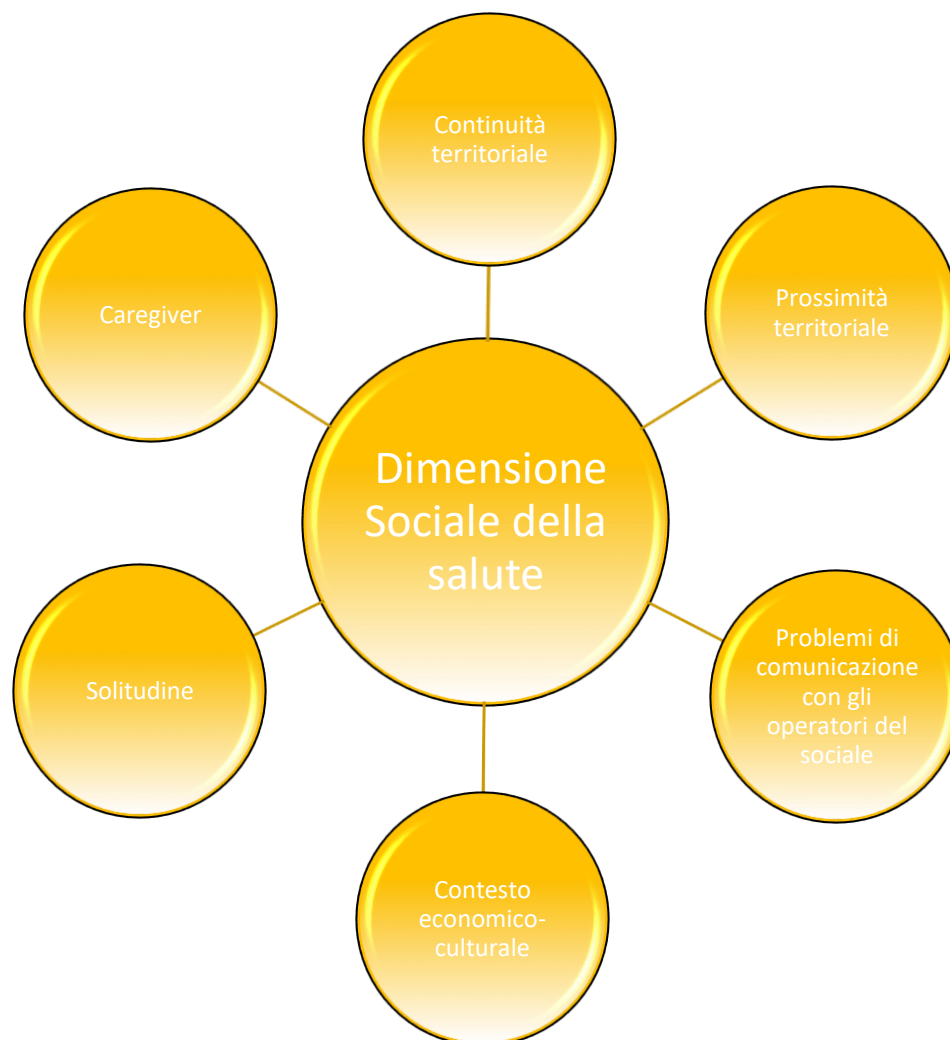 Continuità
territoriale
Caregiver
Prossimità
territoriale
Dimensione
Sociale della
salute
Solitudine
Problemi di
comunicazione
con gli
operatori del
sociale
Contesto
economico-
culturale